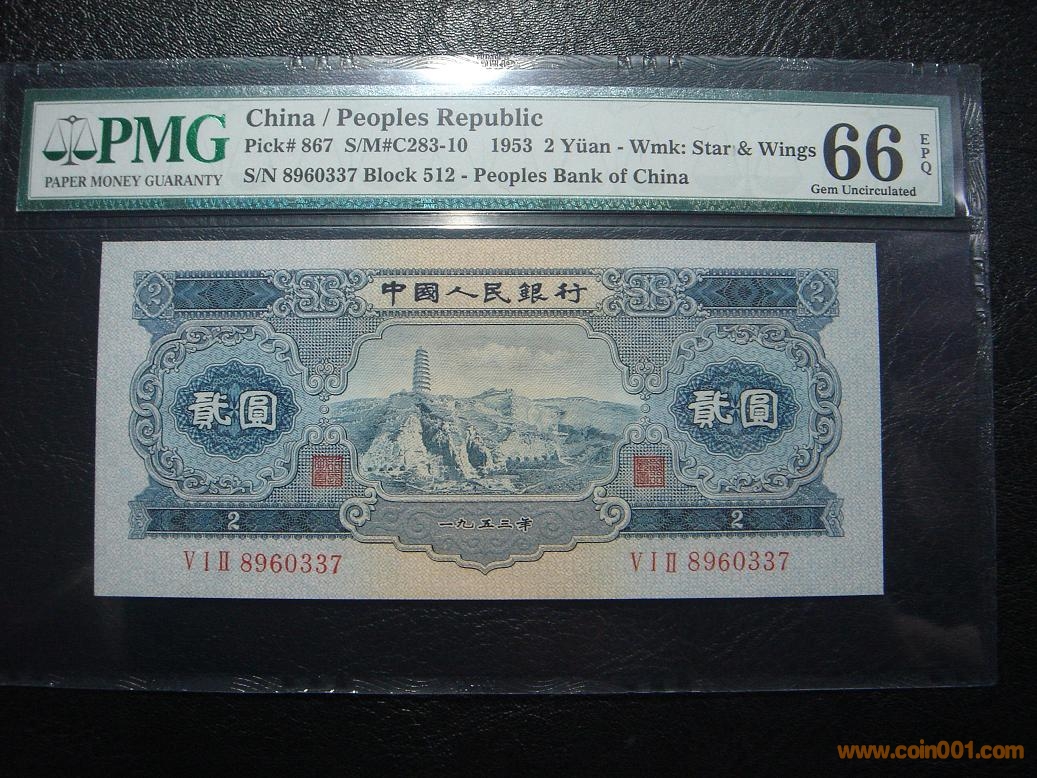 PMG
PAPER MONEY GUARANTY
China / Peoples Republic
Pick# 867 S/M#C283-10 1953 2 Yüan - Wmk: Star & Wings
S/N 8960337 Block 512 - Peoples Bank of China
66
EPQ
Gem Uncirculated
2
中國人民銀行
2
貳圓
貳圓
2
一九五三年
2
V I II 8960337
V I II 8960337
www.coin001.com